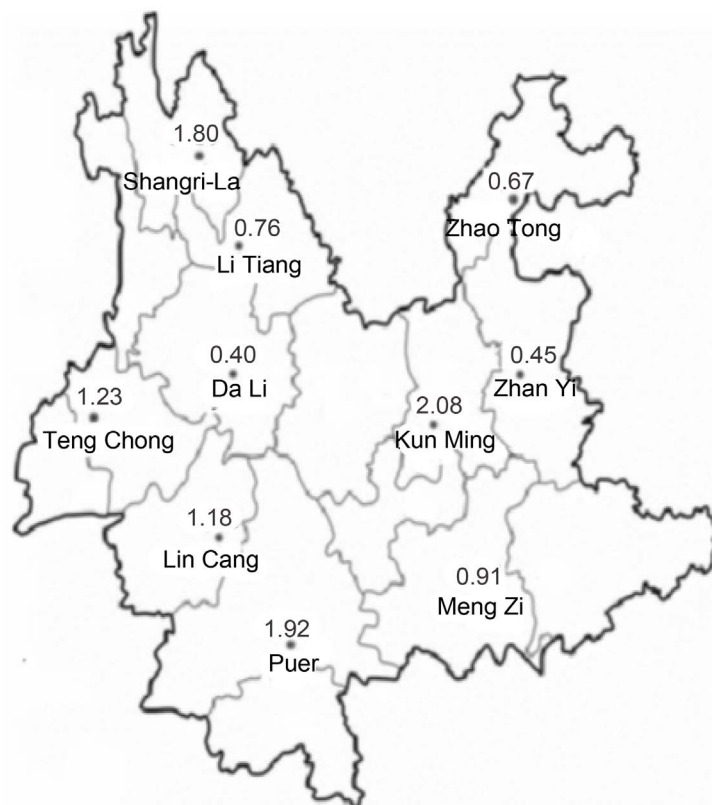 1.80
Shangri-La
0.67
Zhao Tong
0.76
Li Tiang
0.40
Da Li
0.45
Zhan Yi
1.23
Teng Chong
2.08
Kun Ming
1.18
Lin Cang
0.91
Meng Zi
1.92
Puer